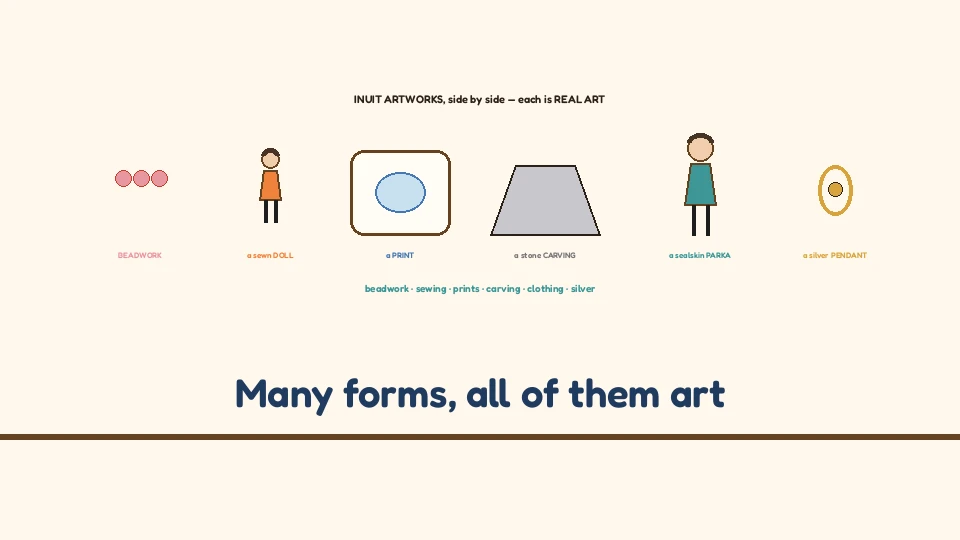 INUIT ARTWORKS, side by side — each is REAL ART
BEADWORK
a sewn DOLL
a PRINT
a stone CARVING
a sealskin PARKA
a silver PENDANT
beadwork · sewing · prints · carving · clothing · silver
Many forms, all of them art